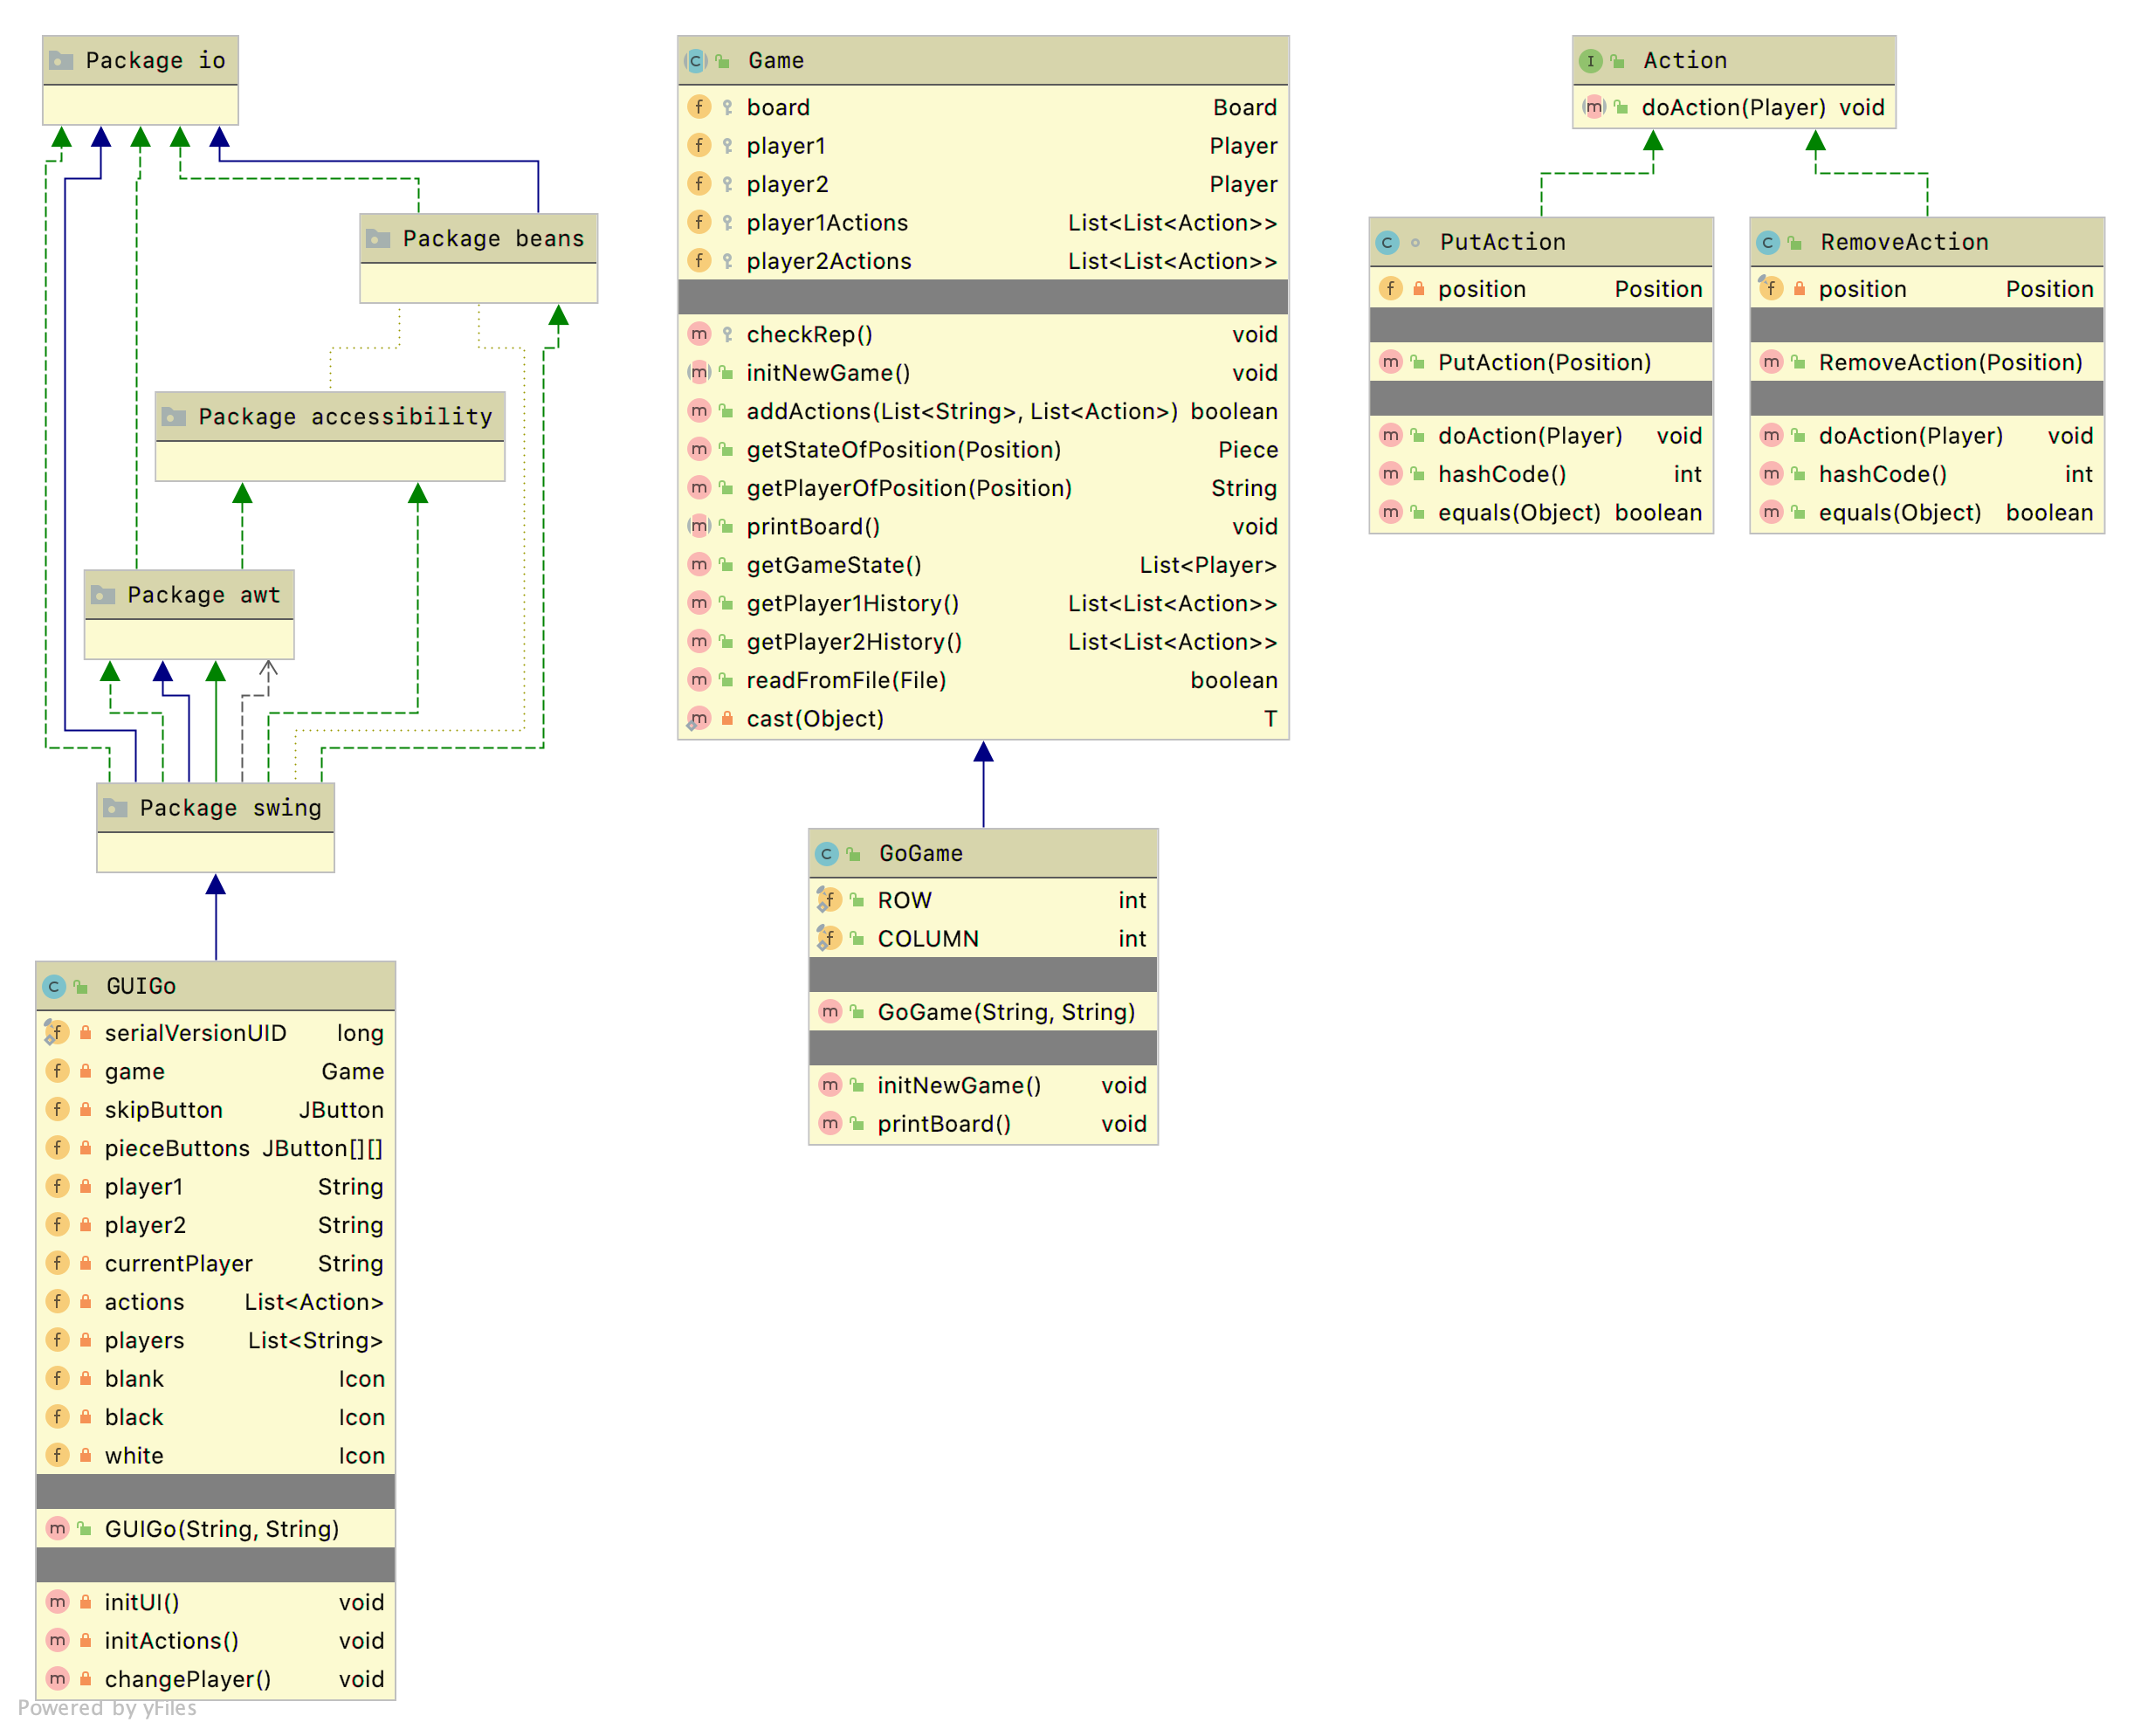 Package io
Package beans
Package accessibility
Package awt
Package swing
GUIGo
serialVersionUID long
game Game
skipButton JButton
pieceButtons JButton[][]
player1 String
player2 String
currentPlayer String
actions List<Action>
players List<String>
blank Icon
black Icon
white Icon
GUIGo(String, String)
initUI() void
initActions() void
changePlayer() void
Game
board Board
player1 Player
player2 Player
player1Actions List<List<Action>>
player2Actions List<List<Action>>
checkRep() void
initNewGame() void
addActions(List<String>, List<Action>) boolean
getStateOfPosition(Position) Piece
getPlayerOfPosition(Position) String
printBoard() void
getGameState() List<Player>
getPlayer1History() List<List<Action>>
getPlayer2History() List<List<Action>>
readFromFile(File) boolean
cast(Object) T
GoGame
ROW int
COLUMN int
GoGame(String, String)
initNewGame() void
printBoard() void
Action
doAction(Player) void
PutAction
position Position
PutAction(Position)
doAction(Player) void
hashCode() int
equals(Object) boolean
RemoveAction
position Position
RemoveAction(Position)
doAction(Player) void
hashCode() int
equals(Object) boolean
Powered by yFiles